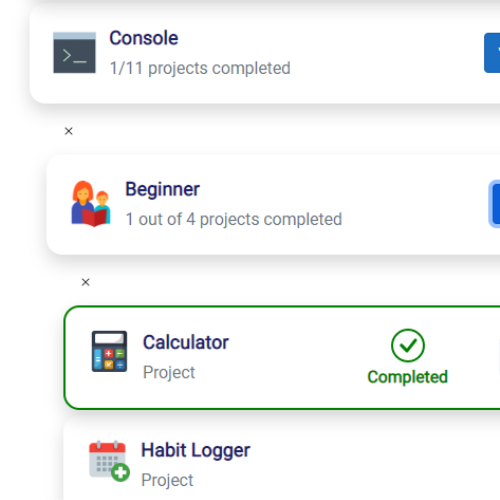 Console
1/11 projects completed
×
Beginner
1 out of 4 projects completed
×
Calculator
Project
Completed
Habit Logger
Project